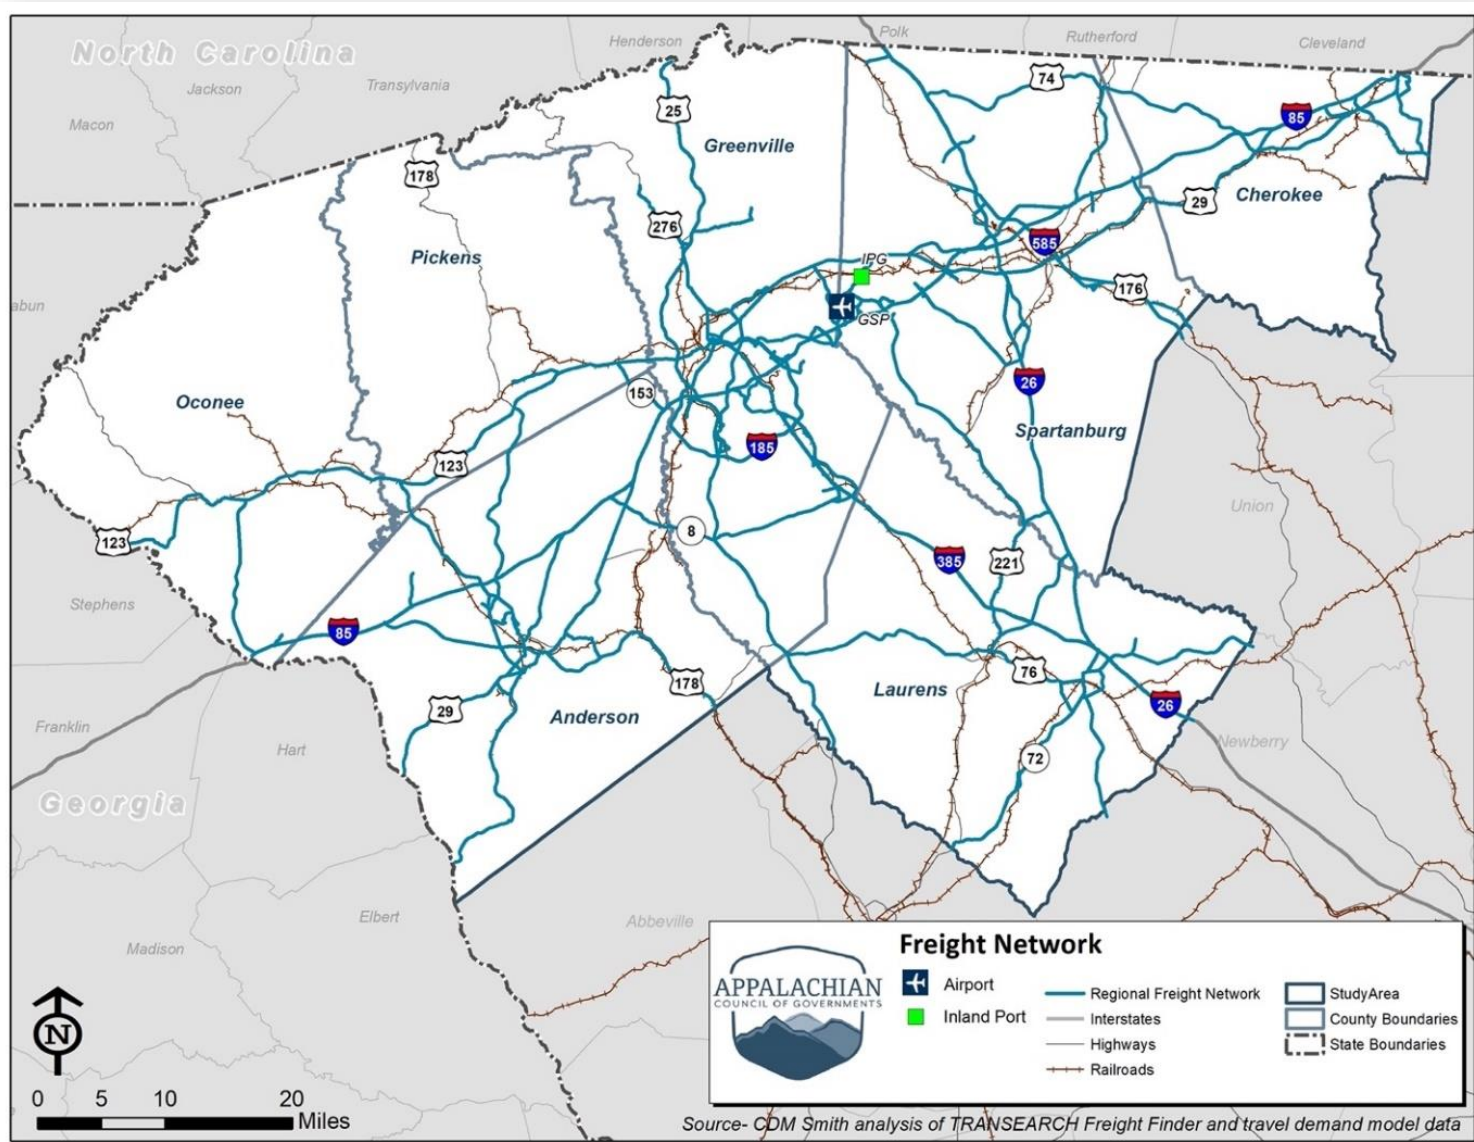 North Carolina
Henderson
Polk
Rutherford
Cleveland
Jackson
Transylvania
Macon
74
25
85
Greenville
178
29
Cherokee
276
585
Pickens
IPG
176
abun
GSP
153
26
Oconee
Spartanburg
185
123
Union
8
123
385
221
Stephens
85
76
178
Laurens
26
29
Anderson
Franklin
Newberry
Hart
72
Georgia
Elbert
Abbeville
Madison
Freight Network
APPALACHIAN
COUNCIL OF GOVERNMENTS
Airport
Inland Port
Regional Freight Network
Interstates
Highways
Railroads
StudyArea
County Boundaries
State Boundaries
N
0 5 10 20
Miles
Source- CDM Smith analysis of TRANSEARCH Freight Finder and travel demand model data